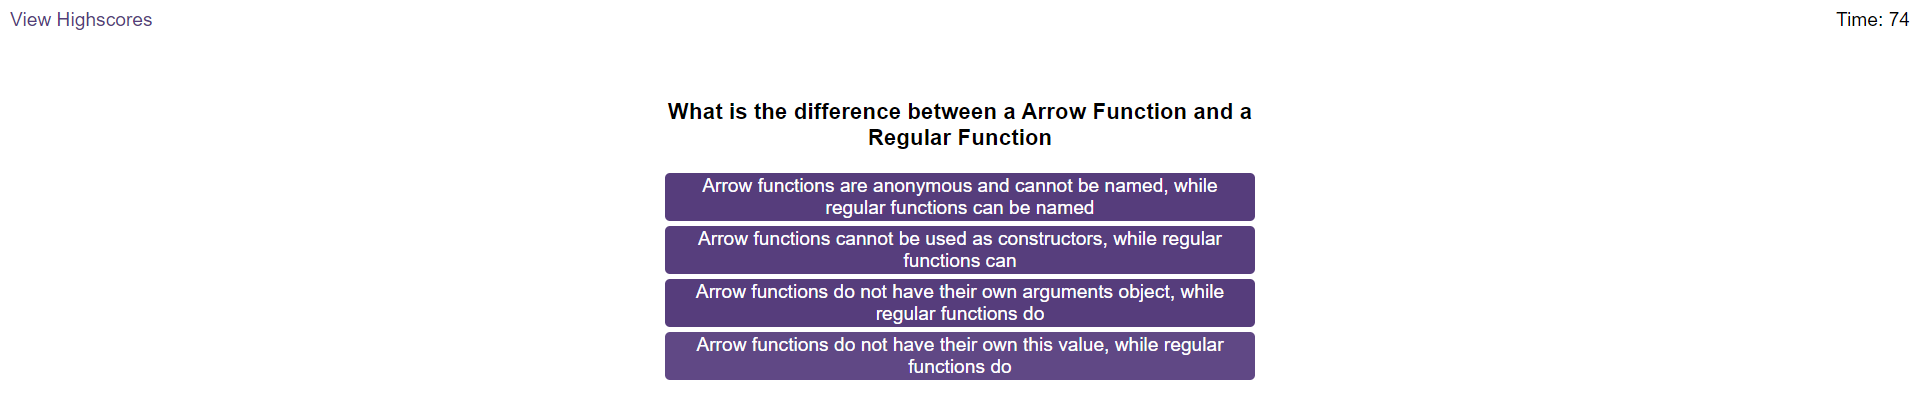 View Highscores
Time: 74
What is the difference between a Arrow Function and a
Regular Function
Arrow functions are anonymous and cannot be named, while
regular functions can be named
Arrow functions cannot be used as constructors, while regular
functions can
Arrow functions do not have their own arguments object, while
regular functions do
Arrow functions do not have their own this value, while regular
functions do